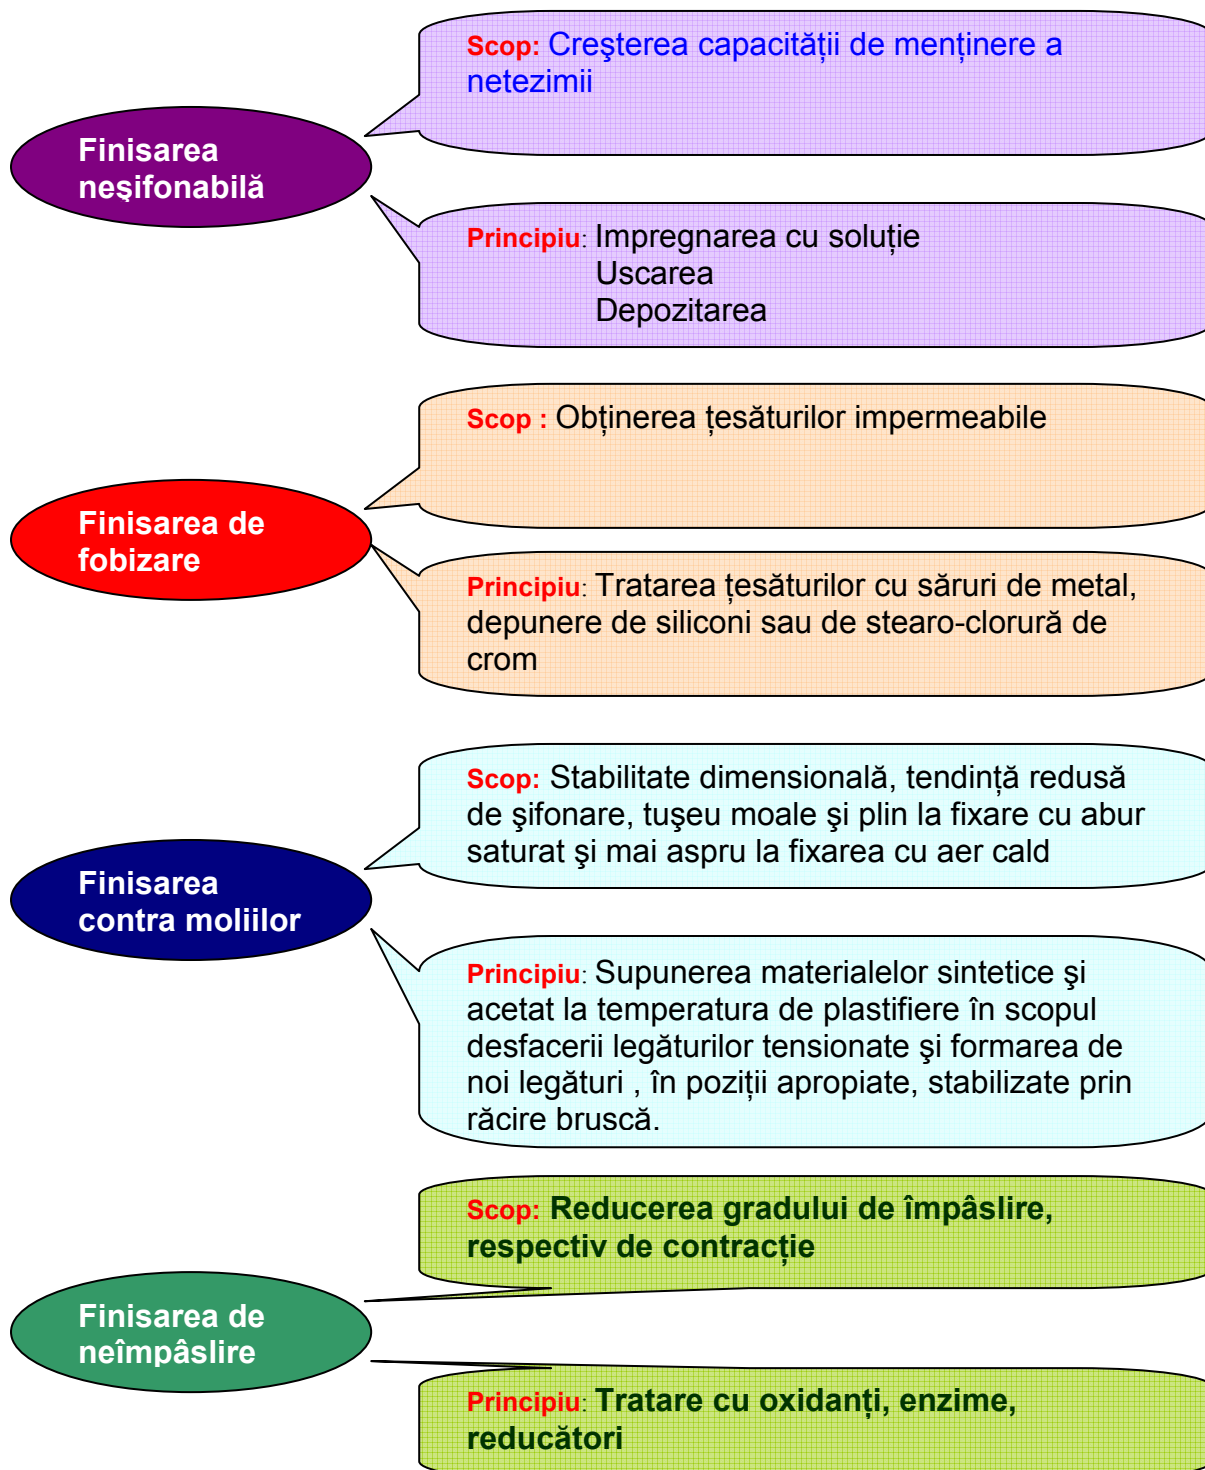 Scop: Creşterea capacității de menținere a
netezimii
Finisarea
neşifonabilă
Principiu: Impregnarea cu soluție
Uscarea
Depozitarea
Scop : Obținerea țesăturilor impermeabile
Finisarea de
fobizare
Principiu: Tratarea țesăturilor cu săruri de metal,
depunere de siliconi sau de stearo-clorură de
crom
Scop: Stabilitate dimensională, tendință redusă
de şifonare, tuşeu moale şi plin la fixare cu abur
saturat şi mai aspru la fixarea cu aer cald
Finisarea
contra moliilor
Principiu: Supunerea materialelor sintetice şi
acetat la temperatura de plastifiere în scopul
desfacerii legăturilor tensionate şi formarea de
noi legături , în poziții apropiate, stabilizate prin
răcire bruscă.
Scop: Reducerea gradului de împâslire,
respectiv de contracție
Finisarea de
neîmpâslire
Principiu: Tratare cu oxidanți, enzime,
reducători